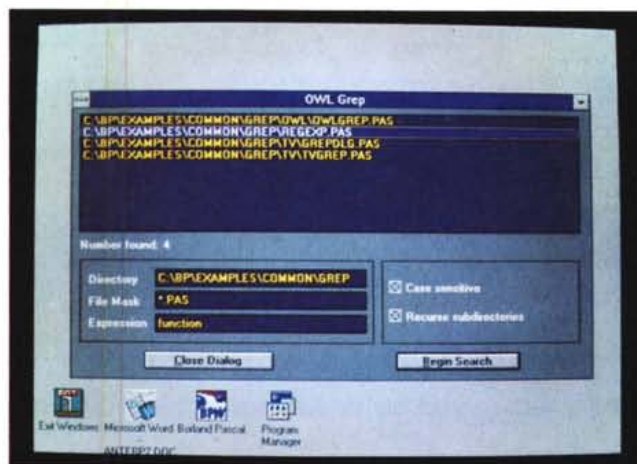 OWL Grep
C:\BP\EXAMPLES\COMMON\GREP\OWL\OWLGREP.PAS
C:\BP\EXAMPLES\COMMON\GREP\REGEXP.PAS
C:\BP\EXAMPLES\COMMON\GREP\TV\GREPDLG.PAS
C:\BP\EXAMPLES\COMMON\GREP\TV\TVGREP.PAS
Number found: 4
Directory C:\BP\EXAMPLES\COMMON\GREP
File Mask *.PAS
Expression function
Case sensitive
Recurse subdirectories
Close Dialog
Begin Search
Exit Windows
Microsoft Word
Borland Pascal
Program
Manager